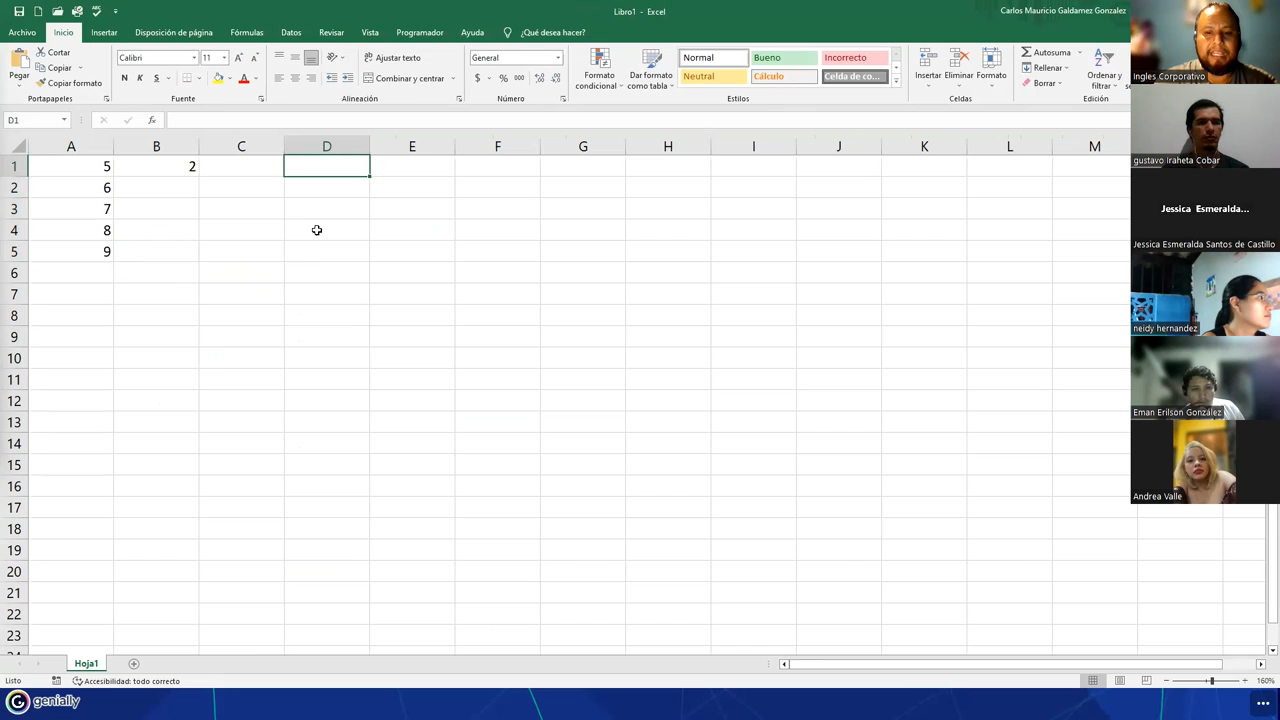 Libro1 - Excel
Carlos Mauricio Galdamez Gonzalez
Archivo Inicio Insertar Disposición de página Fórmulas Datos Revisar Vista Programador Ayuda ¿Qué desea hacer?
Pegar
Cortar
Copiar
Copiar formato
Portapapeles
Calibri 11
N K S
Fuente
Ajustar texto
Combinar y centrar
Alineación
General
$ % 000
Número
Formato condicional
Dar formato como tabla
Normal Bueno Incorrecto
Neutral Cálculo Celda de co...
Estilos
Insertar Eliminar Formato
Celdas
Autosuma
Rellenar
Borrar
Ordenar y filtrar
Edición
D1 fx
A B C D E F G H I J K L M
1 5 2
2 6
3 7
4 8
5 9
6
7
8
9
10
11
12
13
14
15
16
17
18
19
20
21
22
23
Hoja1
Listo Accesibilidad: todo correcto 160%
genially
Ingles Corporativo
gustavo Iraheta Cobar
Jessica Esmeralda...
Jessica Esmeralda Santos de Castillo
neidy hernandez
Eman Erilson González
Andrea Valle